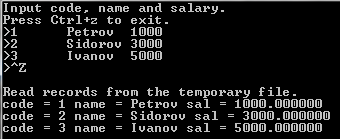 Input code, name and salary.
Press Ctrl+z to exit.
>1 Petrov 1000
>2 Sidorov 3000
>3 Ivanov 5000
>^Z
Read records from the temporary file.
code = 1 name = Petrov sal = 1000.000000
code = 2 name = Sidorov sal = 3000.000000
code = 3 name = Ivanov sal = 5000.000000